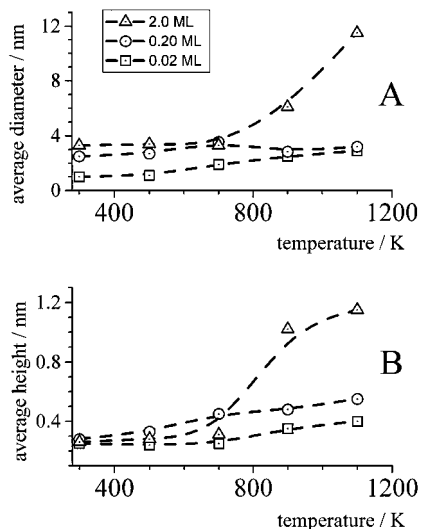 12
8
4
0
2.0 ML
0.20 ML
0.02 ML
A
average diameter / nm
400
800
1200
temperature / K
1.2
0.8
0.4
B
average height / nm
400
800
1200
temperature / K